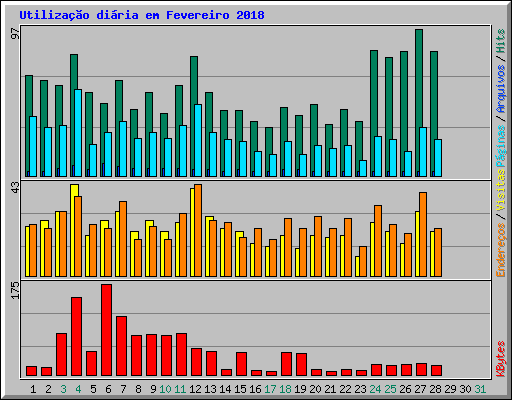 Utilização diária em Fevereiro 2018
97
Endereços / Visitas Páginas / Arquivos / Hits
43
175
KBytes
1 2 3 4 5 6 7 8 9 10 11 12 13 14 15 16 17 18 19 20 21 22 23 24 25 26 27 28 29 30 31